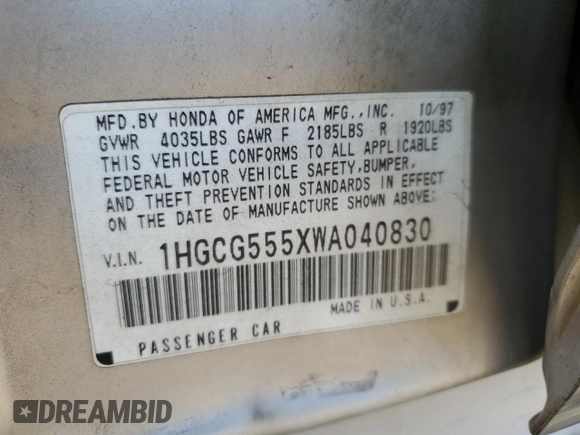 MFD.BY HONDA OF AMERICA MFG.,INC. 10/97
GVWR 4035LBS GAWR F 2185LBS R 1920LBS
THIS VEHICLE CONFORMS TO ALL APPLICABLE
FEDERAL MOTOR VEHICLE SAFETY,BUMPER,
AND THEFT PREVENTION STANDARDS IN EFFECT
ON THE DATE OF MANUFACTURE SHOWN ABOVE.
V.I.N. 1HGCG555XWA040830
MADE IN U.S.A.
PASSENGER CAR
DREAMBID